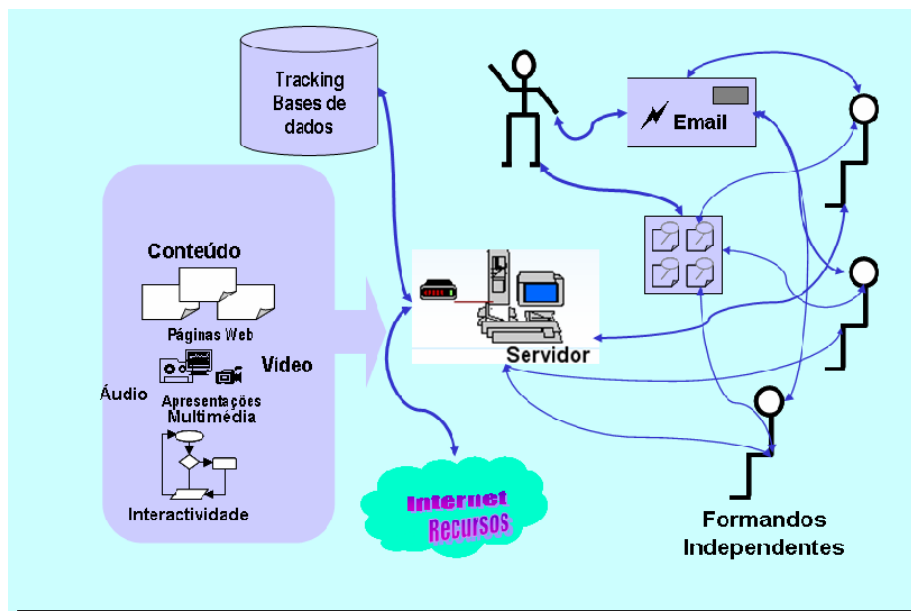 Tracking
Bases de
dados
Email
Conteúdo
Páginas Web
Vídeo
Áudio
Apresentações
Multimédia
Interactividade
Servidor
Internet
Recursos
Formandos
Independentes